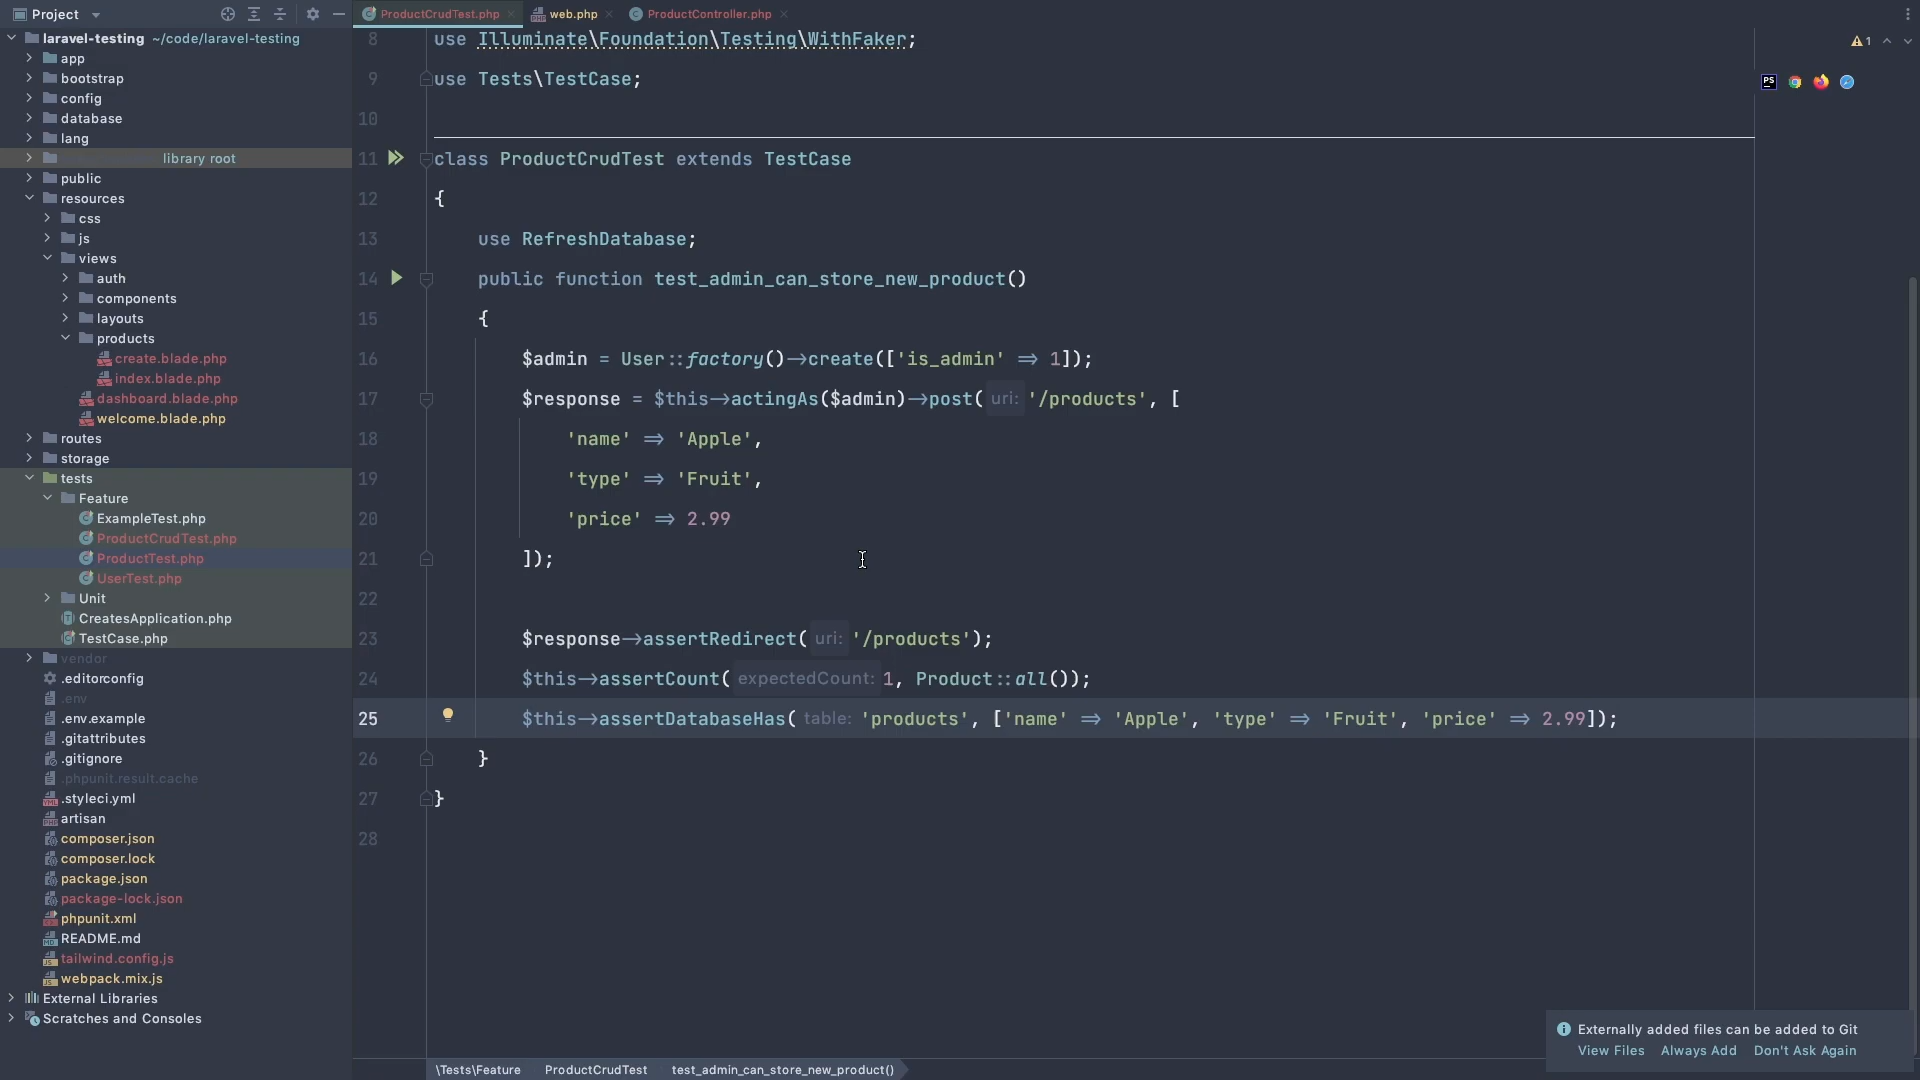 Project
laravel-testing ~/code/laravel-testing
app
bootstrap
config
database
lang
library root
public
resources
css
js
views
auth
components
layouts
products
create.blade.php
index.blade.php
dashboard.blade.php
welcome.blade.php
routes
storage
tests
Feature
ExampleTest.php
ProductCrudTest.php
ProductTest.php
UserTest.php
Unit
CreatesApplication.php
TestCase.php
vendor
.editorconfig
.env
.env.example
.gitattributes
.gitignore
.phpunit.result.cache
.styleci.yml
artisan
composer.json
composer.lock
package.json
package-lock.json
phpunit.xml
README.md
tailwind.config.js
webpack.mix.js
External Libraries
Scratches and Consoles
ProductCrudTest.php web.php ProductController.php
1
PS
8 use Illuminate\Foundation\Testing\WithFaker;
9 use Tests\TestCase;
10
11 class ProductCrudTest extends TestCase
12 {
13 use RefreshDatabase;
14 public function test_admin_can_store_new_product()
15 {
16 $admin = User::factory()->create(['is_admin' => 1]);
17 $response = $this->actingAs($admin)->post( uri: '/products', [
18 'name' => 'Apple',
19 'type' => 'Fruit',
20 'price' => 2.99
21 ]);
22
23 $response->assertRedirect( uri: '/products');
24 $this->assertCount( expectedCount: 1, Product::all());
25 $this->assertDatabaseHas( table: 'products', ['name' => 'Apple', 'type' => 'Fruit', 'price' => 2.99]);
26 }
27 }
28
Externally added files can be added to Git
View Files Always Add Don't Ask Again
\Tests\Feature ProductCrudTest test_admin_can_store_new_product()